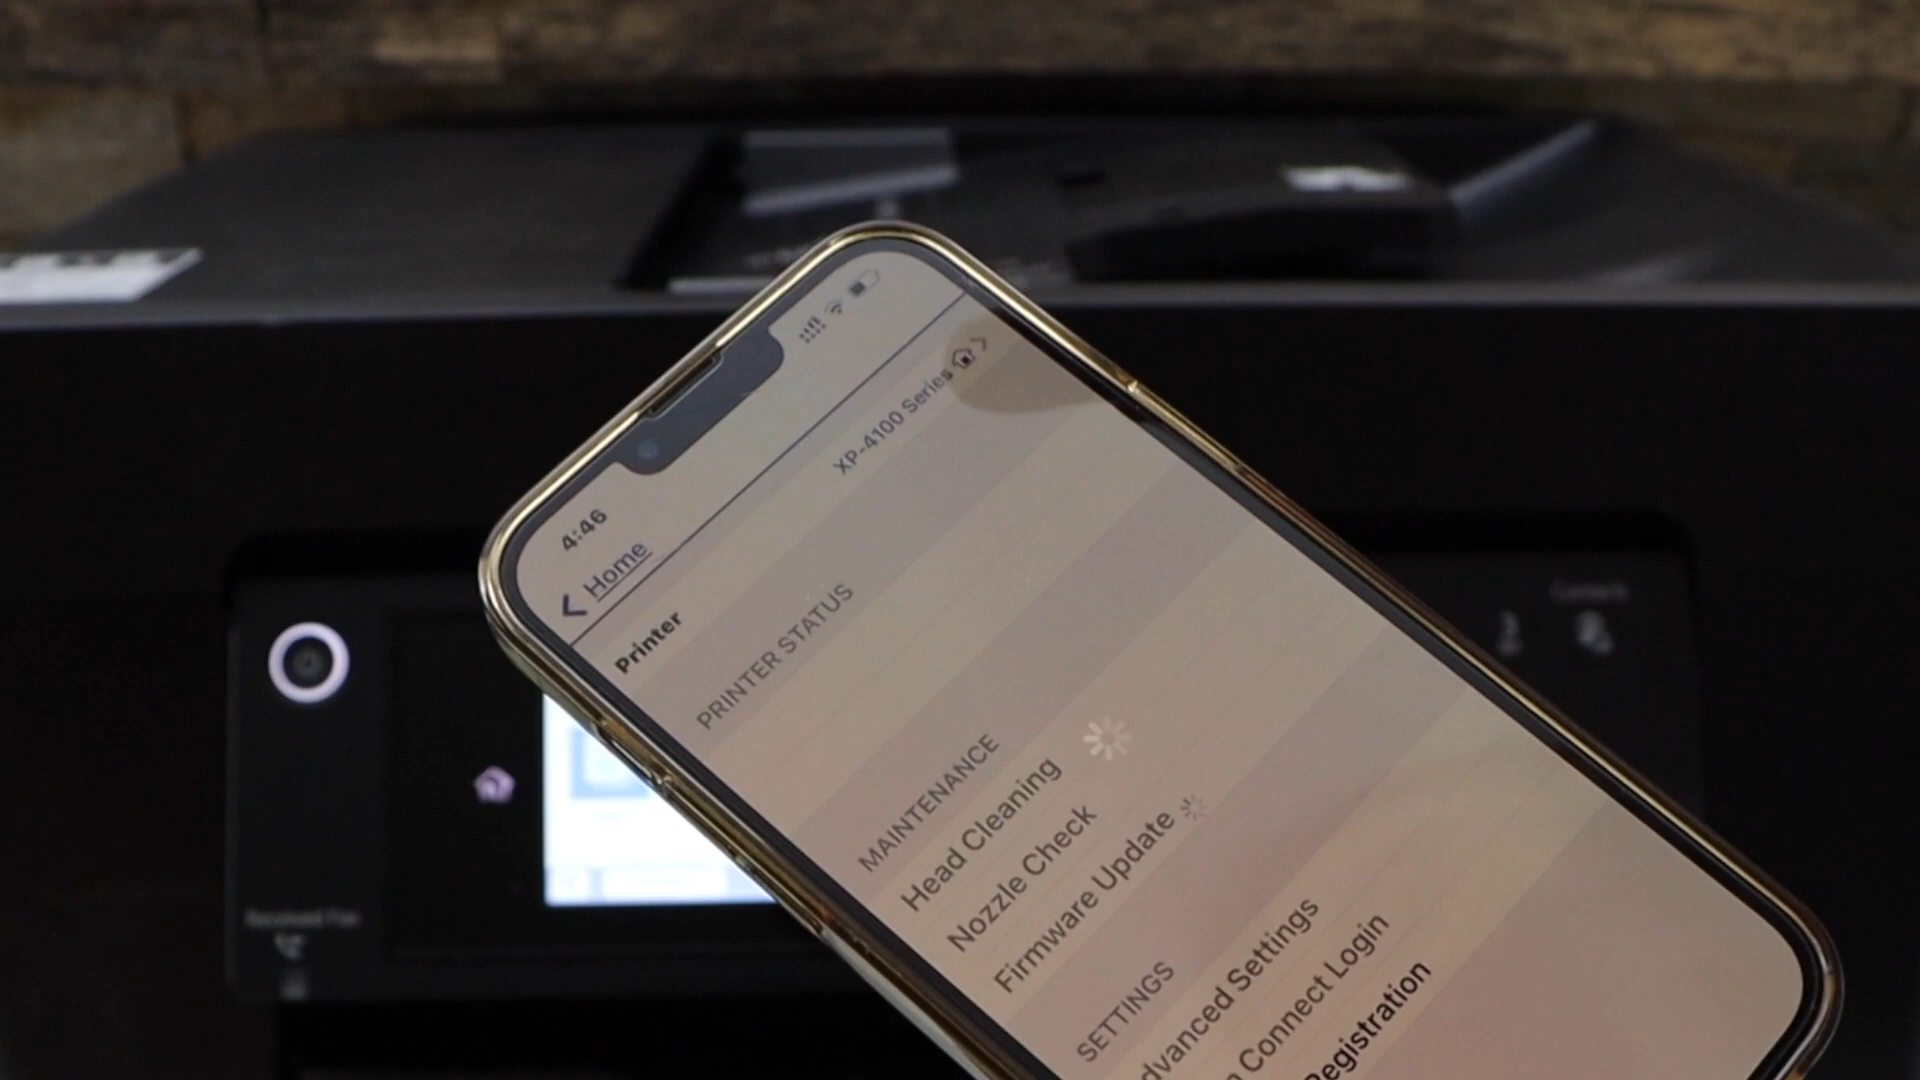 4:46
Home
Printer
XP-4100 Series
PRINTER STATUS
MAINTENANCE
Head Cleaning
Nozzle Check
Firmware Update
SETTINGS
dvanced Settings
Connect Login
Registration
Received Fax
Contacts